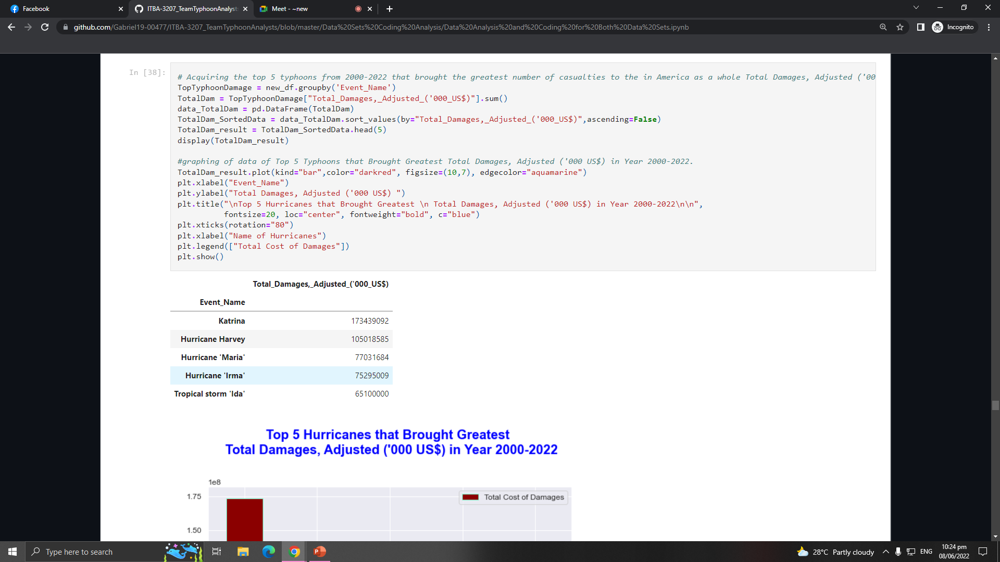 Facebook
ITBA-3207_TeamTyphoonAnalysts
Meet - ~new
github.com/Gabriel19-00477/ITBA-3207_TeamTyphoonAnalysts/blob/master/Data%20Sets%20Coding%20Analysis/Data%20Analysis%20and%20Coding%20for%20Both%20Data%20Sets.ipynb
Incognito
In [38]:
# Acquiring the top 5 typhoons from 2000-2022 that brought the greatest number of casualties to the in America as a whole Total Damages, Adjusted ('00
TopTyphoonDamage = new_df.groupby('Event_Name')
TotalDam = TopTyphoonDamage["Total_Damages,_Adjusted_('000_US$)"].sum()
data_TotalDam = pd.DataFrame(TotalDam)
TotalDam_SortedData = data_TotalDam.sort_values(by="Total_Damages,_Adjusted_('000_US$)",ascending=False)
TotalDam_result = TotalDam_SortedData.head(5)
display(TotalDam_result)
#graphing of data of Top 5 Typhoons that Brought Greatest Total Damages, Adjusted ('000 US$) in Year 2000-2022.
TotalDam_result.plot(kind="bar",color="darkred", figsize=(10,7), edgecolor="aquamarine")
plt.xlabel("Event_Name")
plt.ylabel("Total Damages, Adjusted ('000 US$) ")
plt.title("\nTop 5 Hurricanes that Brought Greatest \n Total Damages, Adjusted ('000 US$) in Year 2000-2022\n\n",
fontsize=20, loc="center", fontweight="bold", c="blue")
plt.xticks(rotation="80")
plt.xlabel("Name of Hurricanes")
plt.legend(["Total Cost of Damages"])
plt.show()
Total_Damages,_Adjusted_('000_US$)
Event_Name
Katrina 173439092
Hurricane Harvey 105018585
Hurricane 'Maria' 77031684
Hurricane 'Irma' 75295009
Tropical storm 'Ida' 65100000
Top 5 Hurricanes that Brought Greatest
Total Damages, Adjusted ('000 US$) in Year 2000-2022
1e8
1.75
Total Cost of Damages
1.50
Type here to search
28°C Partly cloudy
ENG
10:24 pm
08/06/2022